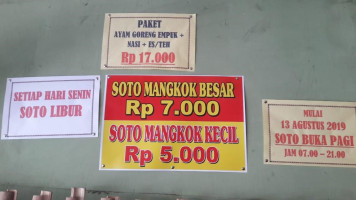 PAKET
AYAM GORENG EMPUK +
NASI + ES/TEH
Rp 17.000
SETIAP HARI SENIN
SOTO LIBUR
SOTO MANGKOK BESAR
Rp 7.000
SOTO MANGKOK KECIL
Rp 5.000
MULAI
13 AGUSTUS 2019
SOTO BUKA PAGI
JAM 07.00 - 21.00